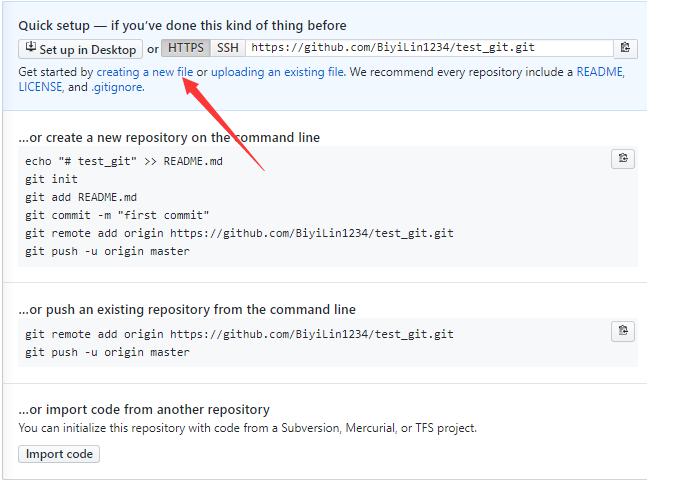 Quick setup — if you've done this kind of thing before
Set up in Desktop or HTTPS SSH https://github.com/BiyiLin1234/test_git.git
Get started by creating a new file or uploading an existing file. We recommend every repository include a README,
LICENSE, and .gitignore.
...or create a new repository on the command line
echo "# test_git" >> README.md
git init
git add README.md
git commit -m "first commit"
git remote add origin https://github.com/BiyiLin1234/test_git.git
git push -u origin master
...or push an existing repository from the command line
git remote add origin https://github.com/BiyiLin1234/test_git.git
git push -u origin master
...or import code from another repository
You can initialize this repository with code from a Subversion, Mercurial, or TFS project.
Import code